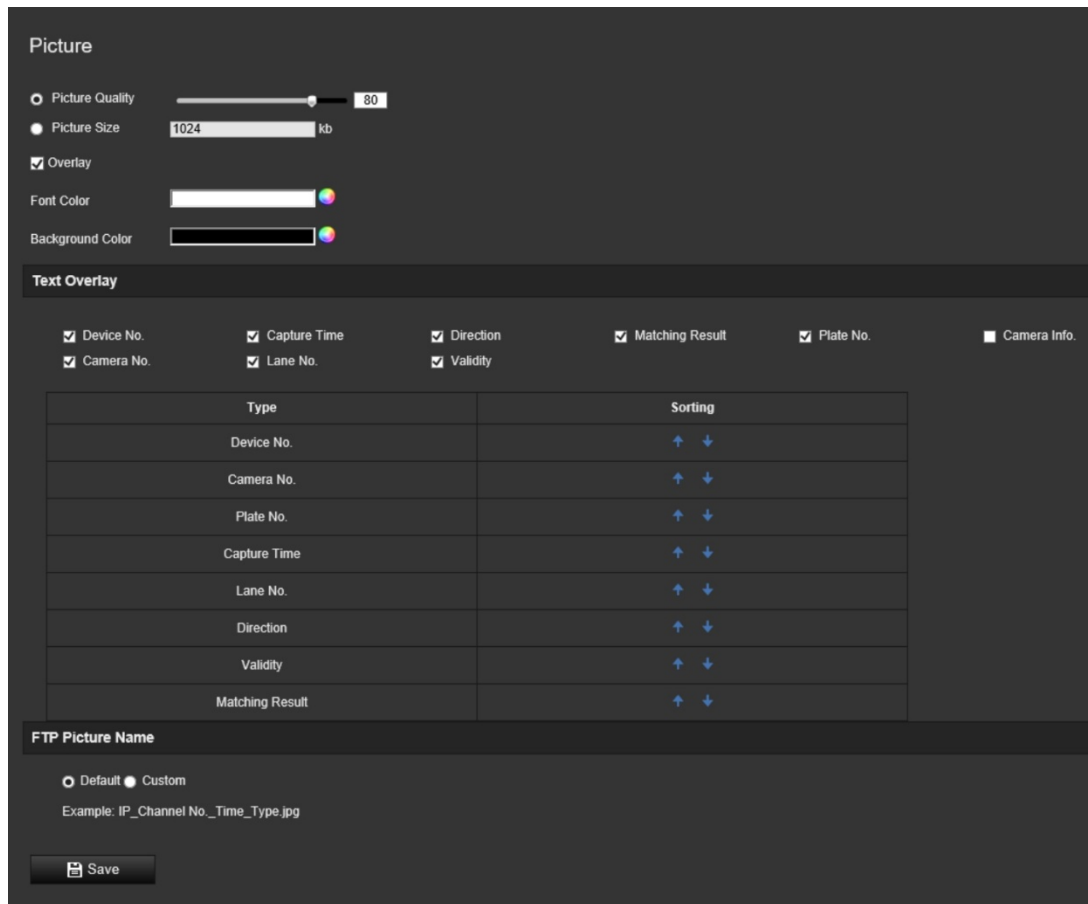 Picture
Picture Quality 80
Picture Size 1024 kb
Overlay
Font Color
Background Color
Text Overlay
Device No. Capture Time Direction Matching Result Plate No. Camera Info.
Camera No. Lane No. Validity
Type Sorting
Device No.
Camera No.
Plate No.
Capture Time
Lane No.
Direction
Validity
Matching Result
FTP Picture Name
Default Custom
Example: IP_Channel No._Time_Type.jpg
Save